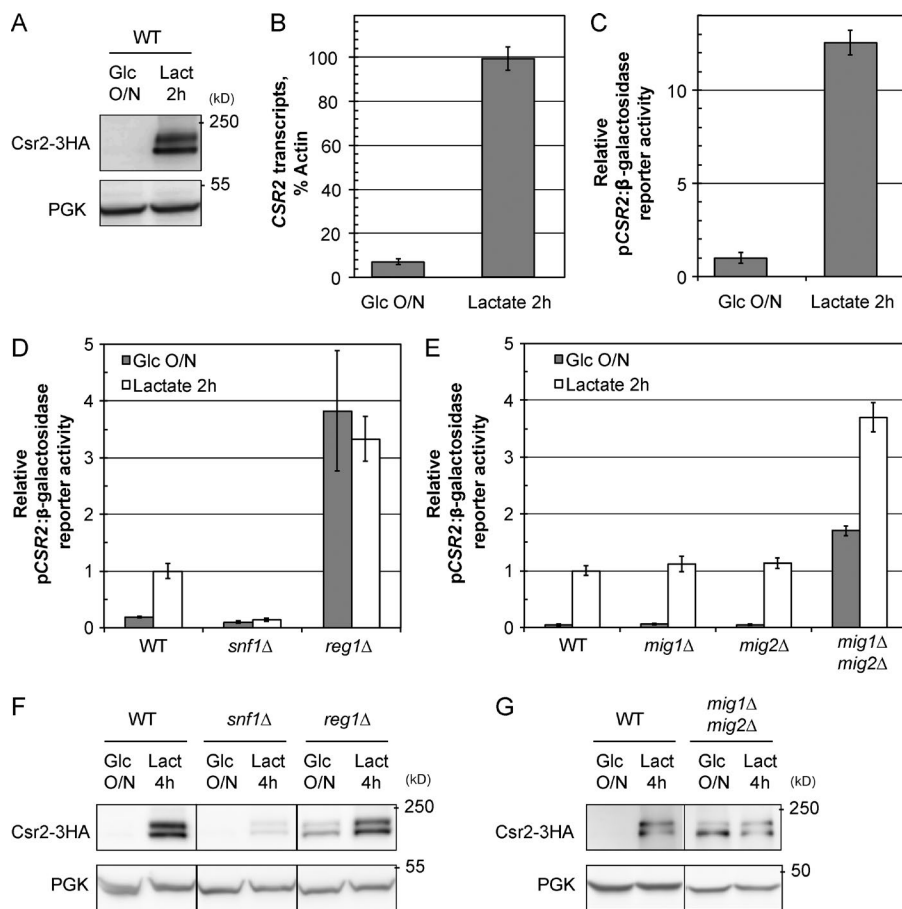 A
WT
Glc O/N
Lact 2h
(kD)
250
Csr2-3HA
55
PGK
B
CSR2 transcripts, % Actin
120
100
80
60
40
20
0
Glc O/N
Lactate 2h
C
Relative pCSR2:β-galactosidase reporter activity
10
5
0
Glc O/N
Lactate 2h
D
Relative pCSR2:β-galactosidase reporter activity
5
4
3
2
1
0
Glc O/N
Lactate 2h
WT
snf1Δ
reg1Δ
E
Relative pCSR2:β-galactosidase reporter activity
5
4
3
2
1
0
Glc O/N
Lactate 2h
WT
mig1Δ
mig2Δ
mig1Δ mig2Δ
F
WT
snf1Δ
reg1Δ
Glc O/N
Lact 4h
Glc O/N
Lact 4h
Glc O/N
Lact 4h
(kD)
250
Csr2-3HA
55
PGK
G
WT
mig1Δ mig2Δ
Glc O/N
Lact 4h
Glc O/N
Lact 4h
(kD)
250
Csr2-3HA
50
PGK